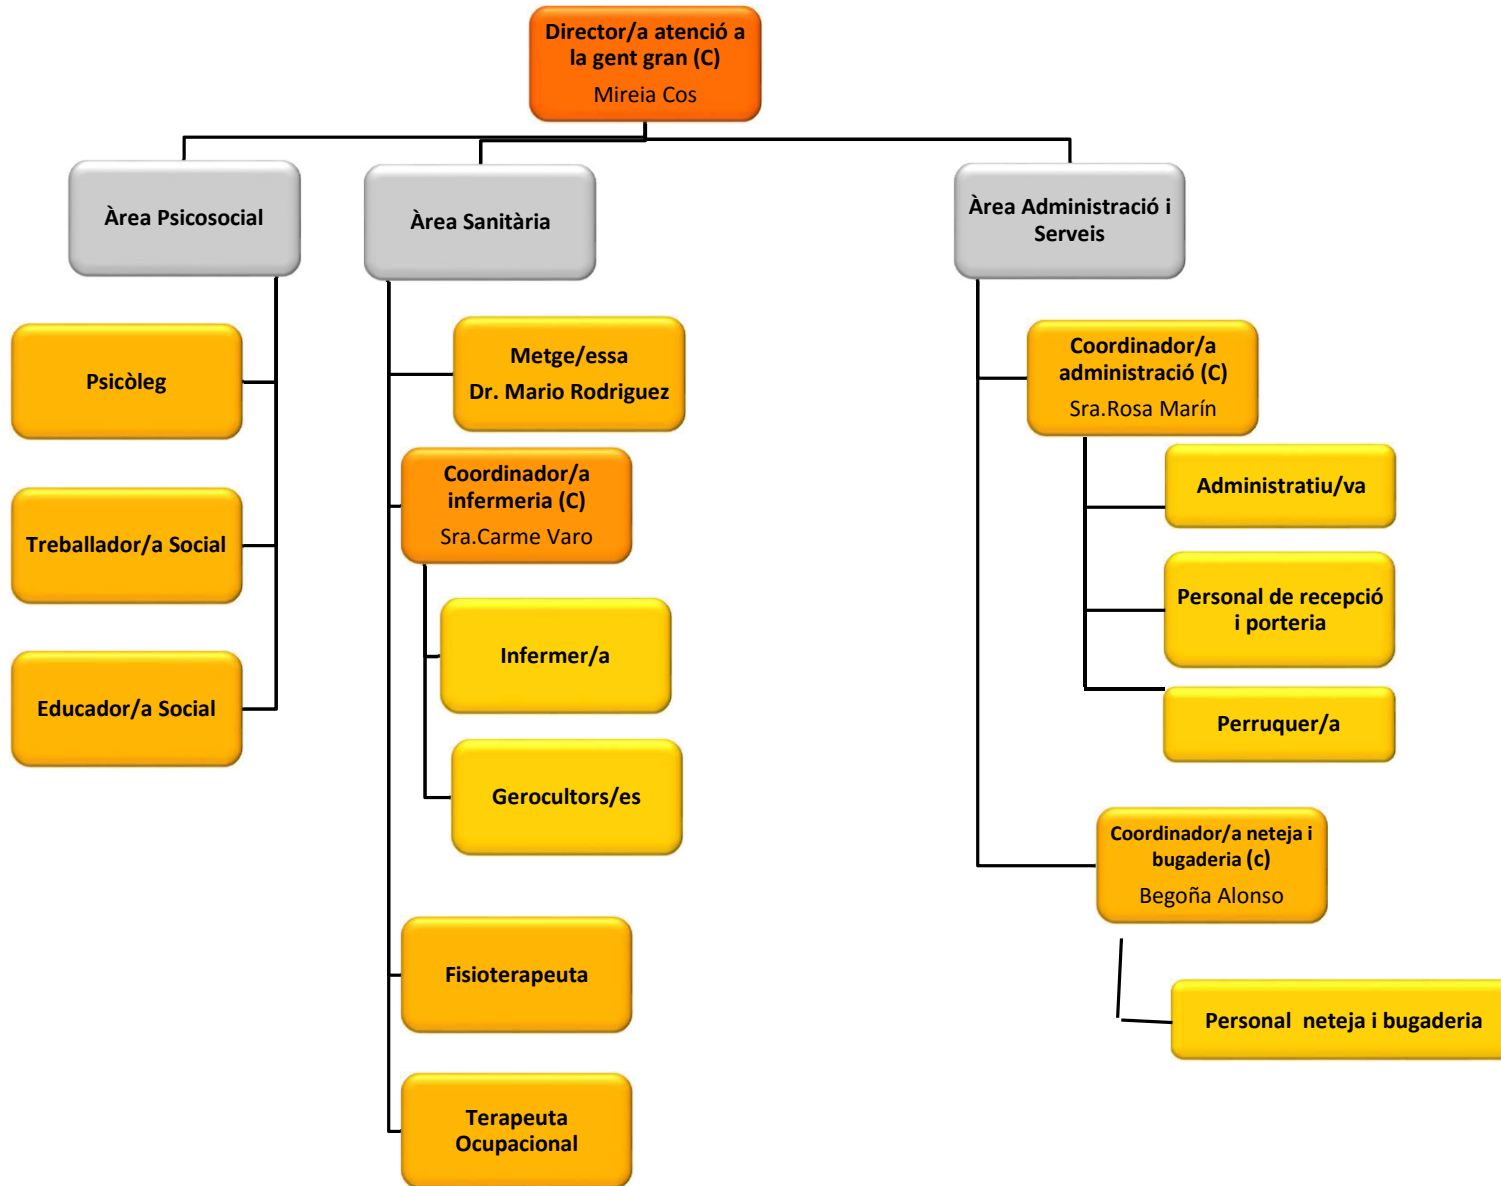 Director/a atenció a
la gent gran (C)
Mireia Cos
Àrea Psicosocial
Àrea Sanitària
Àrea Administració i
Serveis
Psicòleg
Treballador/a Social
Educador/a Social
Metge/essa
Dr. Mario Rodriguez
Coordinador/a
infermeria (C)
Sra.Carme Varo
Infermer/a
Gerocultors/es
Fisioterapeuta
Terapeuta
Ocupacional
Coordinador/a
administració (C)
Sra.Rosa Marín
Administratiu/va
Personal de recepció
i porteria
Perruquer/a
Coordinador/a neteja i
bugaderia (c)
Begoña Alonso
Personal  neteja i bugaderia